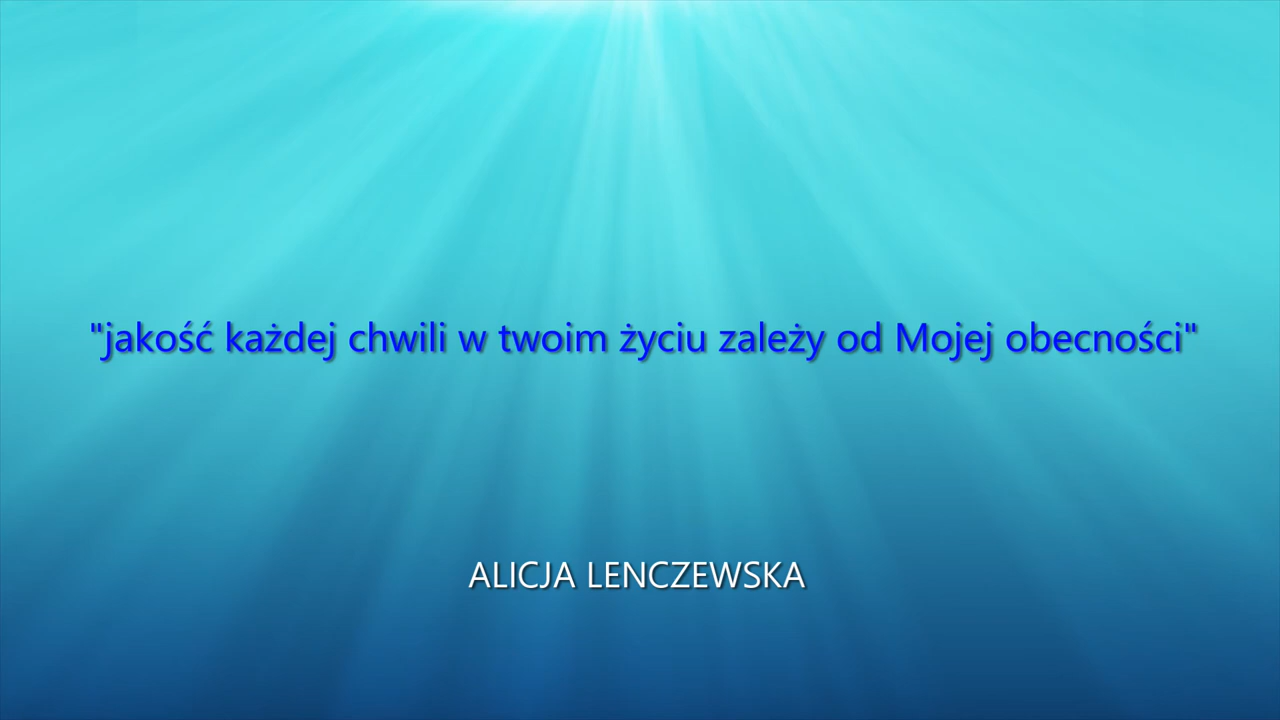 "jakość każdej chwili w twoim życiu zależy od Mojej obecności"
ALICJA LENCZEWSKA